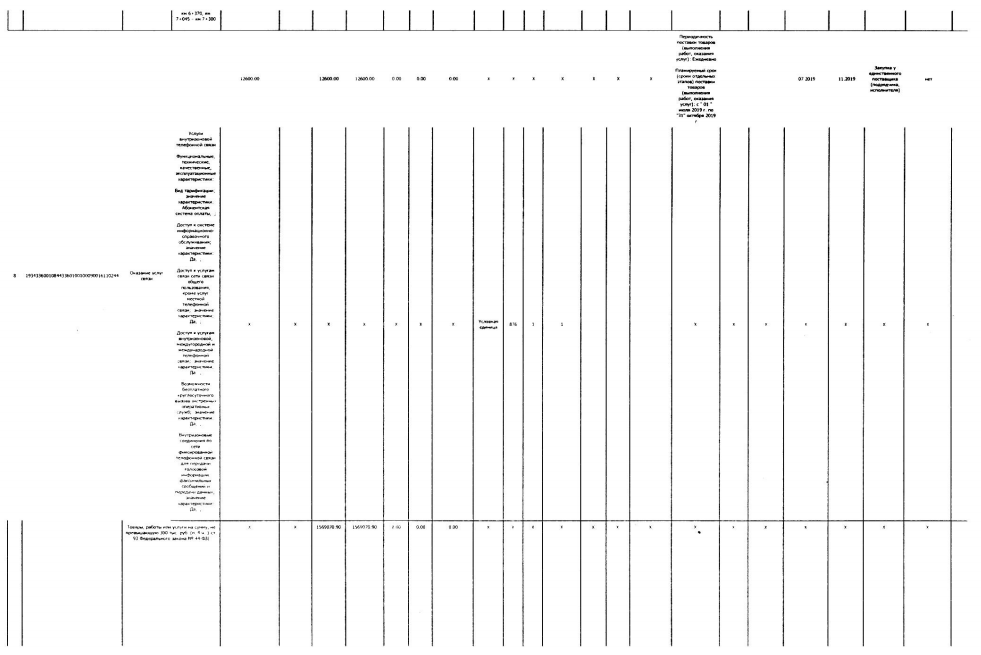 км 6+370, км
7+045 - км 7+380
Периодичность
поставки товаров
(выполнения
работ, оказания
услуг): Ежедневно
Планируемый срок
(сроки отдельных
этапов) поставки
товаров
(выполнения
работ, оказания
услуг): с " 01 "
июля 2019 г. по
"31" октября 2019
г
12600.00 12600.00 12600.00 0.00 0.00 0.00 X X X X X X X 07.2019 11.2019
Закупка у
единственного
поставщика
(подрядчика,
исполнителя)
нет
Услуги
внутризоновой
телефонной связи
Функциональные,
технические,
качественные,
эксплуатационные
характеристики:
Вид тарификации;
значение
характеристики:
Абонентская
система оплаты, ;
Доступ к системе
информационно-
справочного
обслуживания;
значение
характеристики:
Да, ;
8
Оказание услуг
связи
Доступ к услугам
связи сети связи
общего
пользования,
кроме услуг
местной
телефонной
связи; значение
характеристики:
Да, ;
X X X X X X X
Условная
единица
876 1 1 X X X X X X X
Доступ к услугам
внутризоновой,
междугородной и
международной
телефонной
связи; значение
характеристики:
Да, ;
Возможности
бесплатного
круглосуточного
вызова экстренных
оперативных
служб; значение
характеристики:
Да, ;
Внутризоновые
соединения по
сети
фиксированной
телефонной связи
для передачи
голосовой
информации,
факсимильных
сообщений и
передачи данных;
значение
характеристики:
Да, ;
Товары, работы или услуги на сумму, не
превышающую 300 тыс. руб. (п. 4 ч. 1 ст.
93 Федерального закона № 44-ФЗ)
X X 1569070.90 1569070.90 0.00 0.00 0.00 X X X X X X X X X X X X X